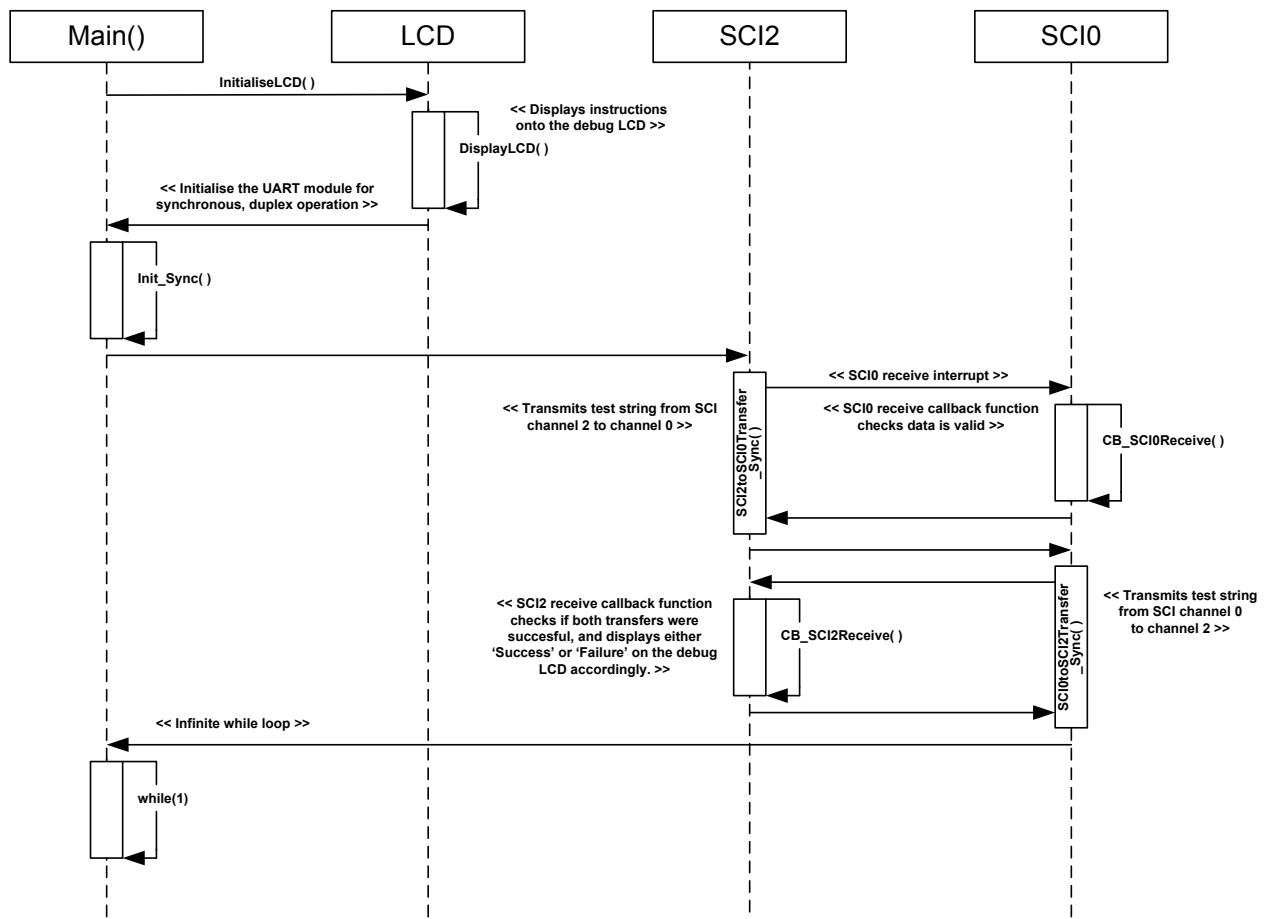 Main()
LCD
SCI2
SCI0
InitialiseLCD( )
<< Displays instructions
onto the debug LCD >>
DisplayLCD( )
<< Initialise the UART module for
synchronous, duplex operation >>
Init_Sync( )
<< SCI0 receive interrupt >>
<< Transmits test string from SCI
channel 2 to channel 0 >>
SCI2toSCI0Transfer
_Sync( )
<< SCI0 receive callback function
checks data is valid >>
CB_SCI0Receive( )
<< SCI2 receive callback function
checks if both transfers were
succesful, and displays either
‘Success’ or ‘Failure’ on the debug
LCD accordingly. >>
CB_SCI2Receive( )
SCI0toSCI2Transfer
_Sync( )
<< Transmits test string
from SCI channel 0
to channel 2 >>
<< Infinite while loop >>
while(1)